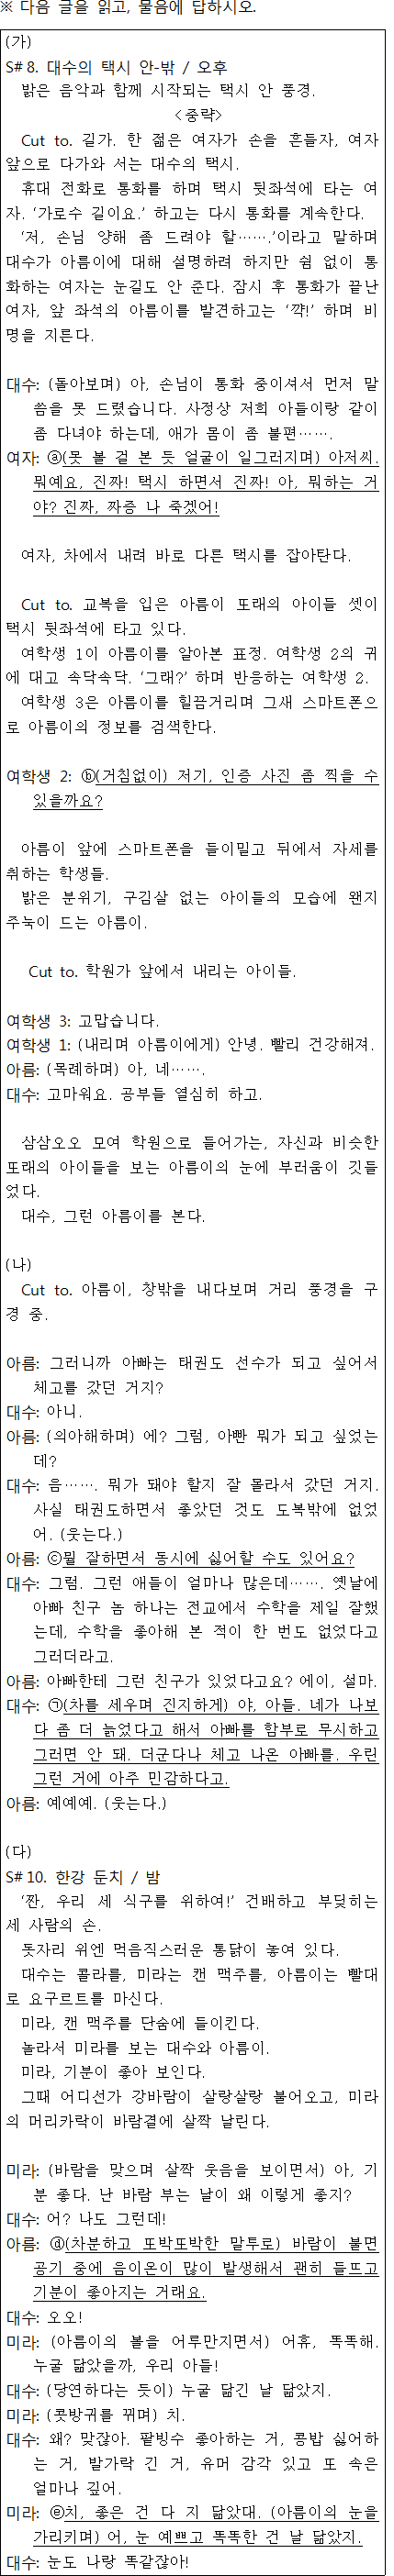 ※ 다음 글을 읽고, 물음에 답하시오.
(가)
S# 8. 대수의 택시 안-밖 / 오후
밝은 음악과 함께 시작되는 택시 안 풍경.
<중략>
Cut to. 길가. 한 젊은 여자가 손을 흔들자, 여자
앞으로 다가와 서는 대수의 택시.
휴대 전화로 통화를 하며 택시 뒷좌석에 타는 여
자. ‘가로수 길이요.’ 하고는 다시 통화를 계속한다.
‘저, 손님 양해 좀 드려야 할…….’이라고 말하며
대수가 아름이에 대해 설명하려 하지만 쉼 없이 통
화하는 여자는 눈길도 안 준다. 잠시 후 통화가 끝난
여자, 앞 좌석의 아름이를 발견하고는 ‘꺅!’ 하며 비
명을 지른다.
대수: (돌아보며) 아, 손님이 통화 중이셔서 먼저 말
씀을 못 드렸습니다. 사정상 저희 아들이랑 같이
좀 다녀야 하는데, 얘가 몸이 좀 불편…….
여자: ⓐ(못 볼 걸 본 듯 얼굴이 일그러지며) 아저씨.
뭐예요, 진짜! 택시 하면서 진짜! 아, 뭐하는 거
야? 진짜, 짜증 나 죽겠어!
여자, 차에서 내려 바로 다른 택시를 잡아탄다.
Cut to. 교복을 입은 아름이 또래의 아이들 셋이
택시 뒷좌석에 타고 있다.
여학생 1이 아름이를 알아본 표정. 여학생 2의 귀
에 대고 속닥속닥. ‘그래?’ 하며 반응하는 여학생 2.
여학생 3은 아름이를 힐끔거리며 그새 스마트폰으
로 아름이의 정보를 검색한다.
여학생 2: ⓑ(거침없이) 저기, 인증 사진 좀 찍을 수
있을까요?
아름이 앞에 스마트폰을 들이밀고 뒤에서 자세를
취하는 학생들.
밝은 분위기, 구김살 없는 아이들의 모습에 왠지
주눅이 드는 아름이.
Cut to. 학원가 앞에서 내리는 아이들.
여학생 3: 고맙습니다.
여학생 1: (내리며 아름이에게) 안녕. 빨리 건강해져.
아름: (목례하며) 아, 네…….
대수: 고마워요. 공부들 열심히 하고.
삼삼오오 모여 학원으로 들어가는, 자신과 비슷한
또래의 아이들을 보는 아름이의 눈에 부러움이 깃들
었다.
대수, 그런 아름이를 본다.
(나)
Cut to. 아름이, 창밖을 내다보며 거리 풍경을 구
경 중.
아름: 그러니까 아빠는 태권도 선수가 되고 싶어서
체고를 갔던 거지?
대수: 아니.
아름: (의아해하며) 에? 그럼, 아빤 뭐가 되고 싶었는
데?
대수: 음……. 뭐가 돼야 할지 잘 몰라서 갔던 거지.
사실 태권도하면서 좋았던 것도 도복밖에 없었
어. (웃는다.)
아름: ⓒ뭘 잘하면서 동시에 싫어할 수도 있어요?
대수: 그럼. 그런 애들이 얼마나 많은데……. 옛날에
아빠 친구 놈 하나는 전교에서 수학을 제일 잘했
는데, 수학을 좋아해 본 적이 한 번도 없었다고
그러더라고.
아름: 아빠한테 그런 친구가 있었다고요? 에이, 설마.
대수: ㉠(차를 세우며 진지하게) 야, 아들. 네가 나보
다 좀 더 늙었다고 해서 아빠를 함부로 무시하고
그러면 안 돼. 더군다나 체고 나온 아빠를. 우린
그런 거에 아주 민감하다고.
아름: 예예예. (웃는다.)
(다)
S# 10. 한강 둔치 / 밤
‘짠, 우리 세 식구를 위하여!’ 건배하고 부딪히는
세 사람의 손.
돗자리 위엔 먹음직스러운 통닭이 놓여 있다.
대수는 콜라를, 미라는 캔 맥주를, 아름이는 빨대
로 요구르트를 마신다.
미라, 캔 맥주를 단숨에 들이킨다.
놀라서 미라를 보는 대수와 아름이.
미라, 기분이 좋아 보인다.
그때 어디선가 강바람이 살랑살랑 불어오고, 미라
의 머리카락이 바람결에 살짝 날린다.
미라: (바람을 맞으며 살짝 웃음을 보이면서) 아, 기
분 좋다. 난 바람 부는 날이 왜 이렇게 좋지?
대수: 어? 나도 그런데!
아름: ⓓ(차분하고 또박또박한 말투로) 바람이 불면
공기 중에 음이온이 많이 발생해서 괜히 들뜨고
기분이 좋아지는 거래요.
대수: 오오!
미라: (아름이의 볼을 어루만지면서) 어휴, 똑똑해.
누굴 닮았을까, 우리 아들!
대수: (당연하다는 듯이) 누굴 닮긴 날 닮았지.
미라: (콧방귀를 뀌며) 치.
대수: 왜? 맞잖아. 팥빙수 좋아하는 거, 콩밥 싫어하
는 거, 발가락 긴 거, 유머 감각 있고 또 속은
얼마나 깊어.
미라: ⓔ치, 좋은 건 다 지 닮았대. (아름이의 눈을
가리키며) 어, 눈 예쁘고 똑똑한 건 날 닮았지.
대수: 눈도 나랑 똑같잖아!